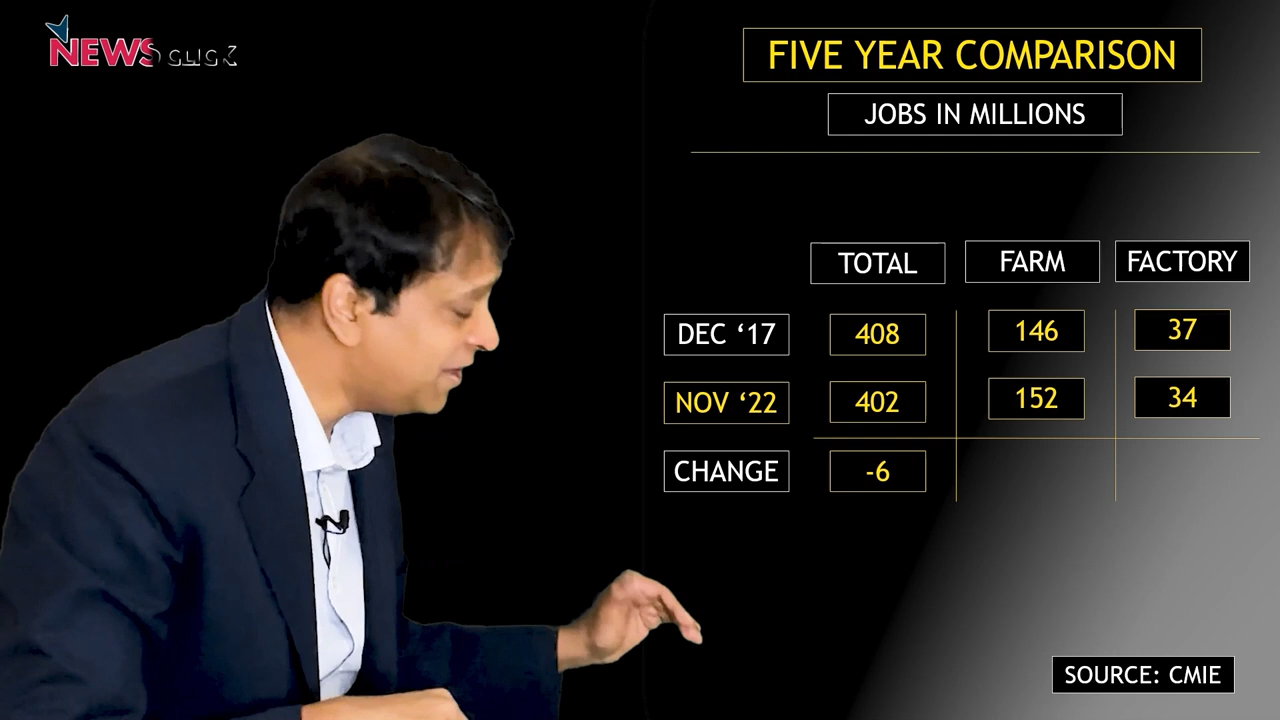 NEWS CLICK
FIVE YEAR COMPARISON
JOBS IN MILLIONS
TOTAL FARM FACTORY
DEC ‘17 408 146 37
NOV ‘22 402 152 34
CHANGE -6
SOURCE: CMIE